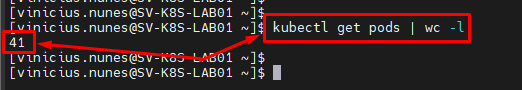 [vinicius.nunes@SV-K8S-LAB01 ]$
[vinicius.nunes@SV-K8S-LAB01 ]$
[vinicius.nunes@SV-K8S-LAB01 ]$ kubectl get pods | wc -l
41
[vinicius.nunes@SV-K8S-LAB01 ]$
[vinicius.nunes@SV-K8S-LAB01 ]$